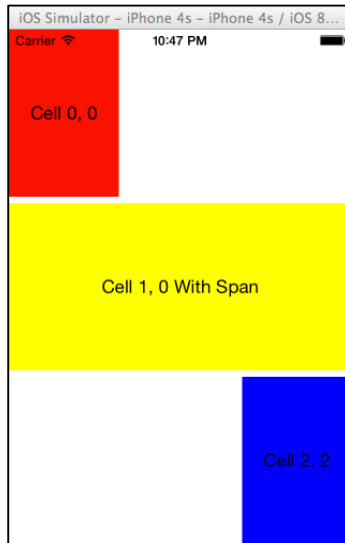 iOS Simulator – iPhone 4s – iPhone 4s / iOS 8...
Carrier 10:47 PM
Cell 0, 0
Cell 1, 0 With Span
Cell 2, 2